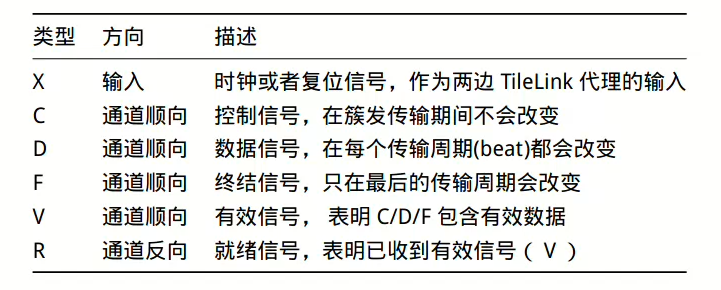 类型 方向 描述
X 输入 时钟或者复位信号，作为两边 TileLink 代理的输入
C 通道顺向 控制信号，在簇发传输期间不会改变
D 通道顺向 数据信号，在每个传输周期(beat)都会改变
F 通道顺向 终结信号，只在最后的传输周期会改变
V 通道顺向 有效信号， 表明 C/D/F 包含有效数据
R 通道反向 就绪信号，表明已收到有效信号（ V ）